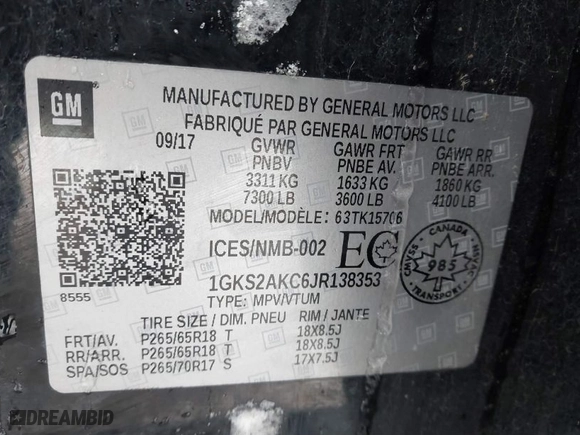 GM
MANUFACTURED BY GENERAL MOTORS LLC
FABRIQUÉ PAR GENERAL MOTORS LLC
09/17 GVWR GAWR FRT GAWR RR
PNBV PNBE AV. PNBE ARR.
3311 KG 1633 KG 1860 KG
7300 LB 3600 LB 4100 LB
MODEL/MODÈLE: 63TK15706
ICES/NMB-002 EC
CMVSS CANADA NSVAC
985
TRANSPORT
8555
1GKS2AKC6JR138353
TYPE: MPV/VTUM
TIRE SIZE / DIM. PNEU RIM / JANTE
FRT/AV. P265/65R18 T 18X8.5J
RR/ARR. P265/65R18 T 18X8.5J
SPA/SOS P265/70R17 S 17X7.5J
DREAMBID